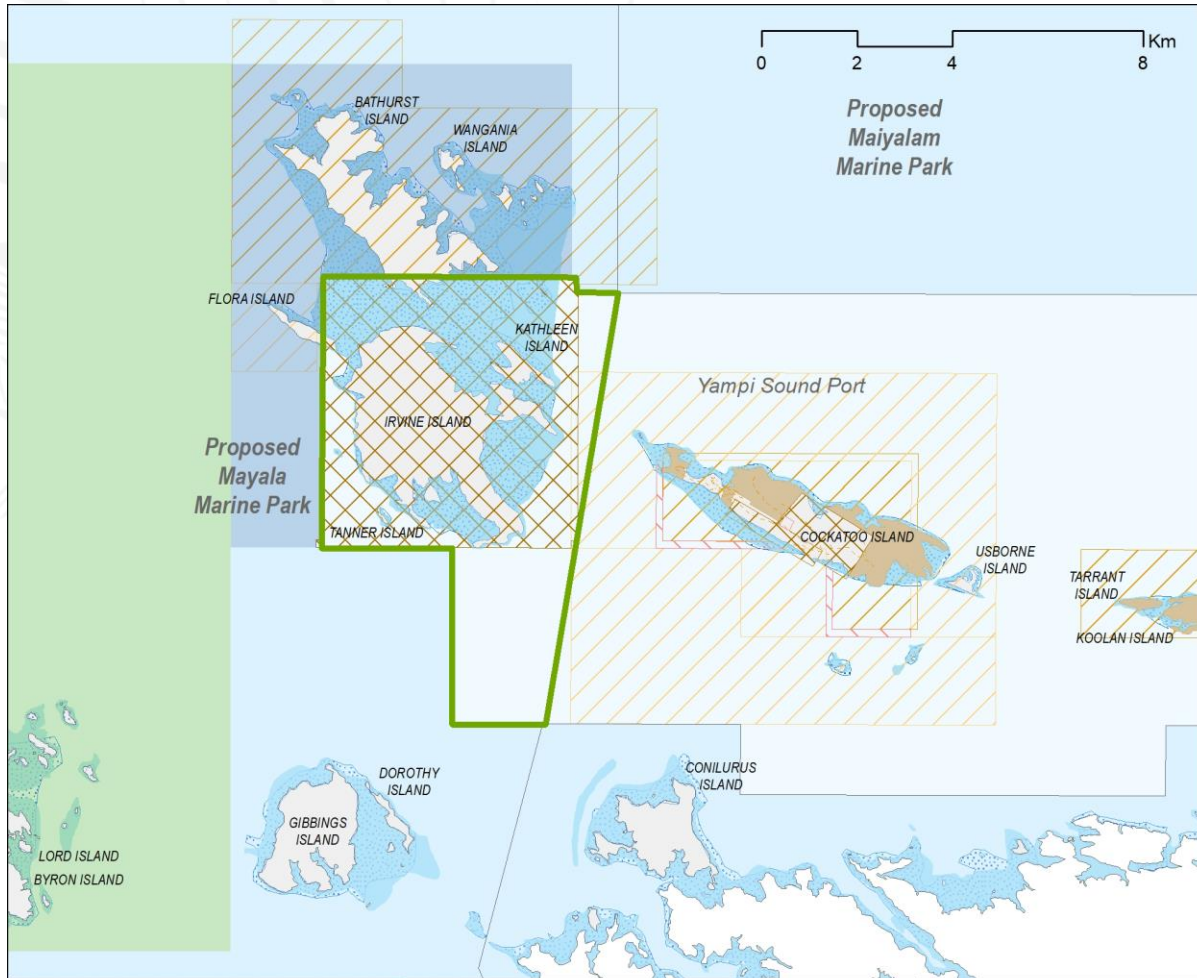 Km
0 2 4 8
BATHURST
ISLAND
WANGANIA
ISLAND
Proposed
Maiyalam
Marine Park
FLORA ISLAND
KATHLEEN
ISLAND
Yampi Sound Port
IRVINE ISLAND
Proposed
Mayala
Marine Park
TANNER ISLAND
COCKATOO ISLAND
USBORNE
ISLAND
TARRANT
ISLAND
KOOLAN ISLAND
DOROTHY
ISLAND
CONILURUS
ISLAND
GIBBINGS
ISLAND
LORD ISLAND
BYRON ISLAND